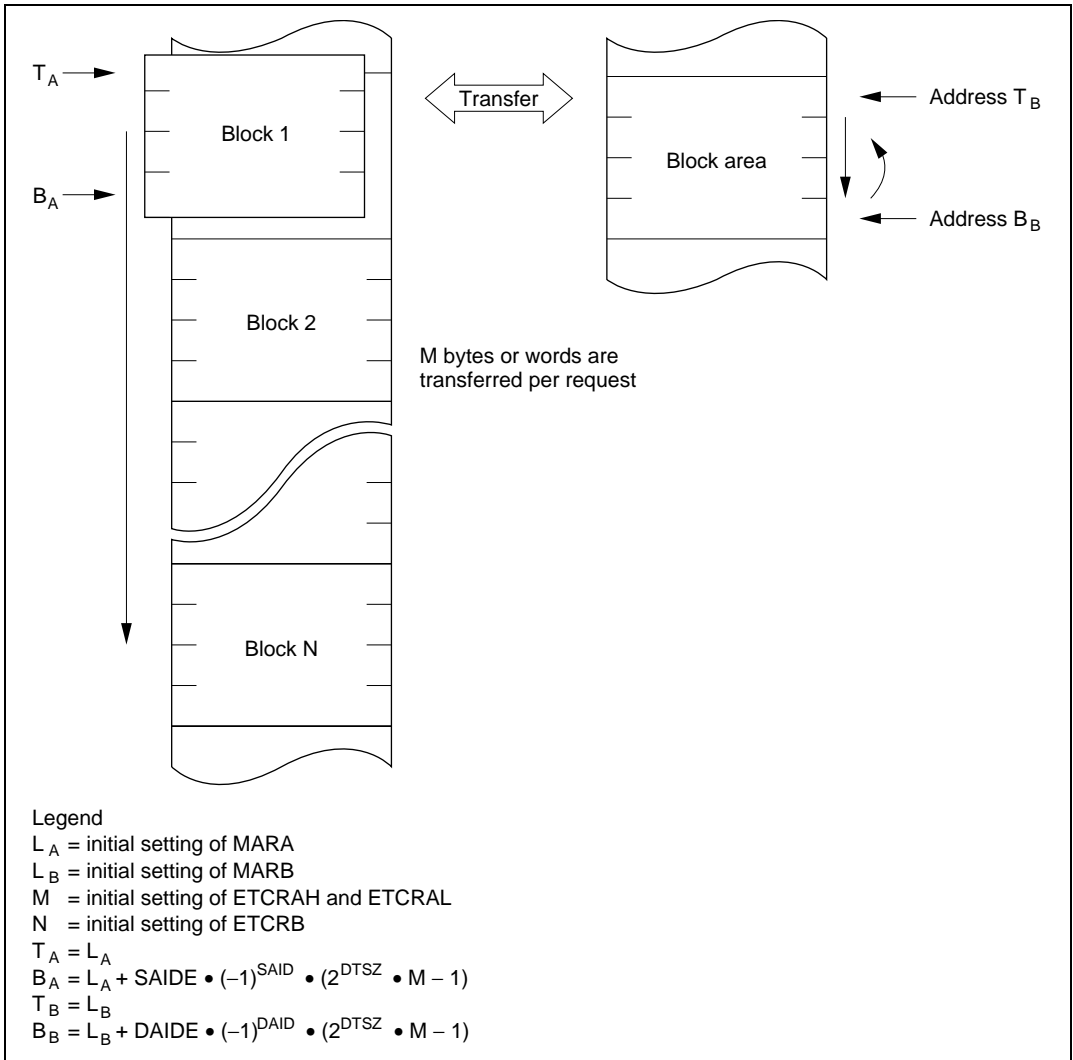 T_A
Block 1
B_A
Transfer
Address T_B
Block area
Address B_B
Block 2
M bytes or words are
transferred per request
Block N
Legend
L_A = initial setting of MARA
L_B = initial setting of MARB
M = initial setting of ETCRAH and ETCRAL
N = initial setting of ETCRB
T_A = L_A
B_A = L_A + SAIDE • (−1)^SAID • (2^DTSZ • M − 1)
T_B = L_B
B_B = L_B + DAIDE • (−1)^DAID • (2^DTSZ • M − 1)